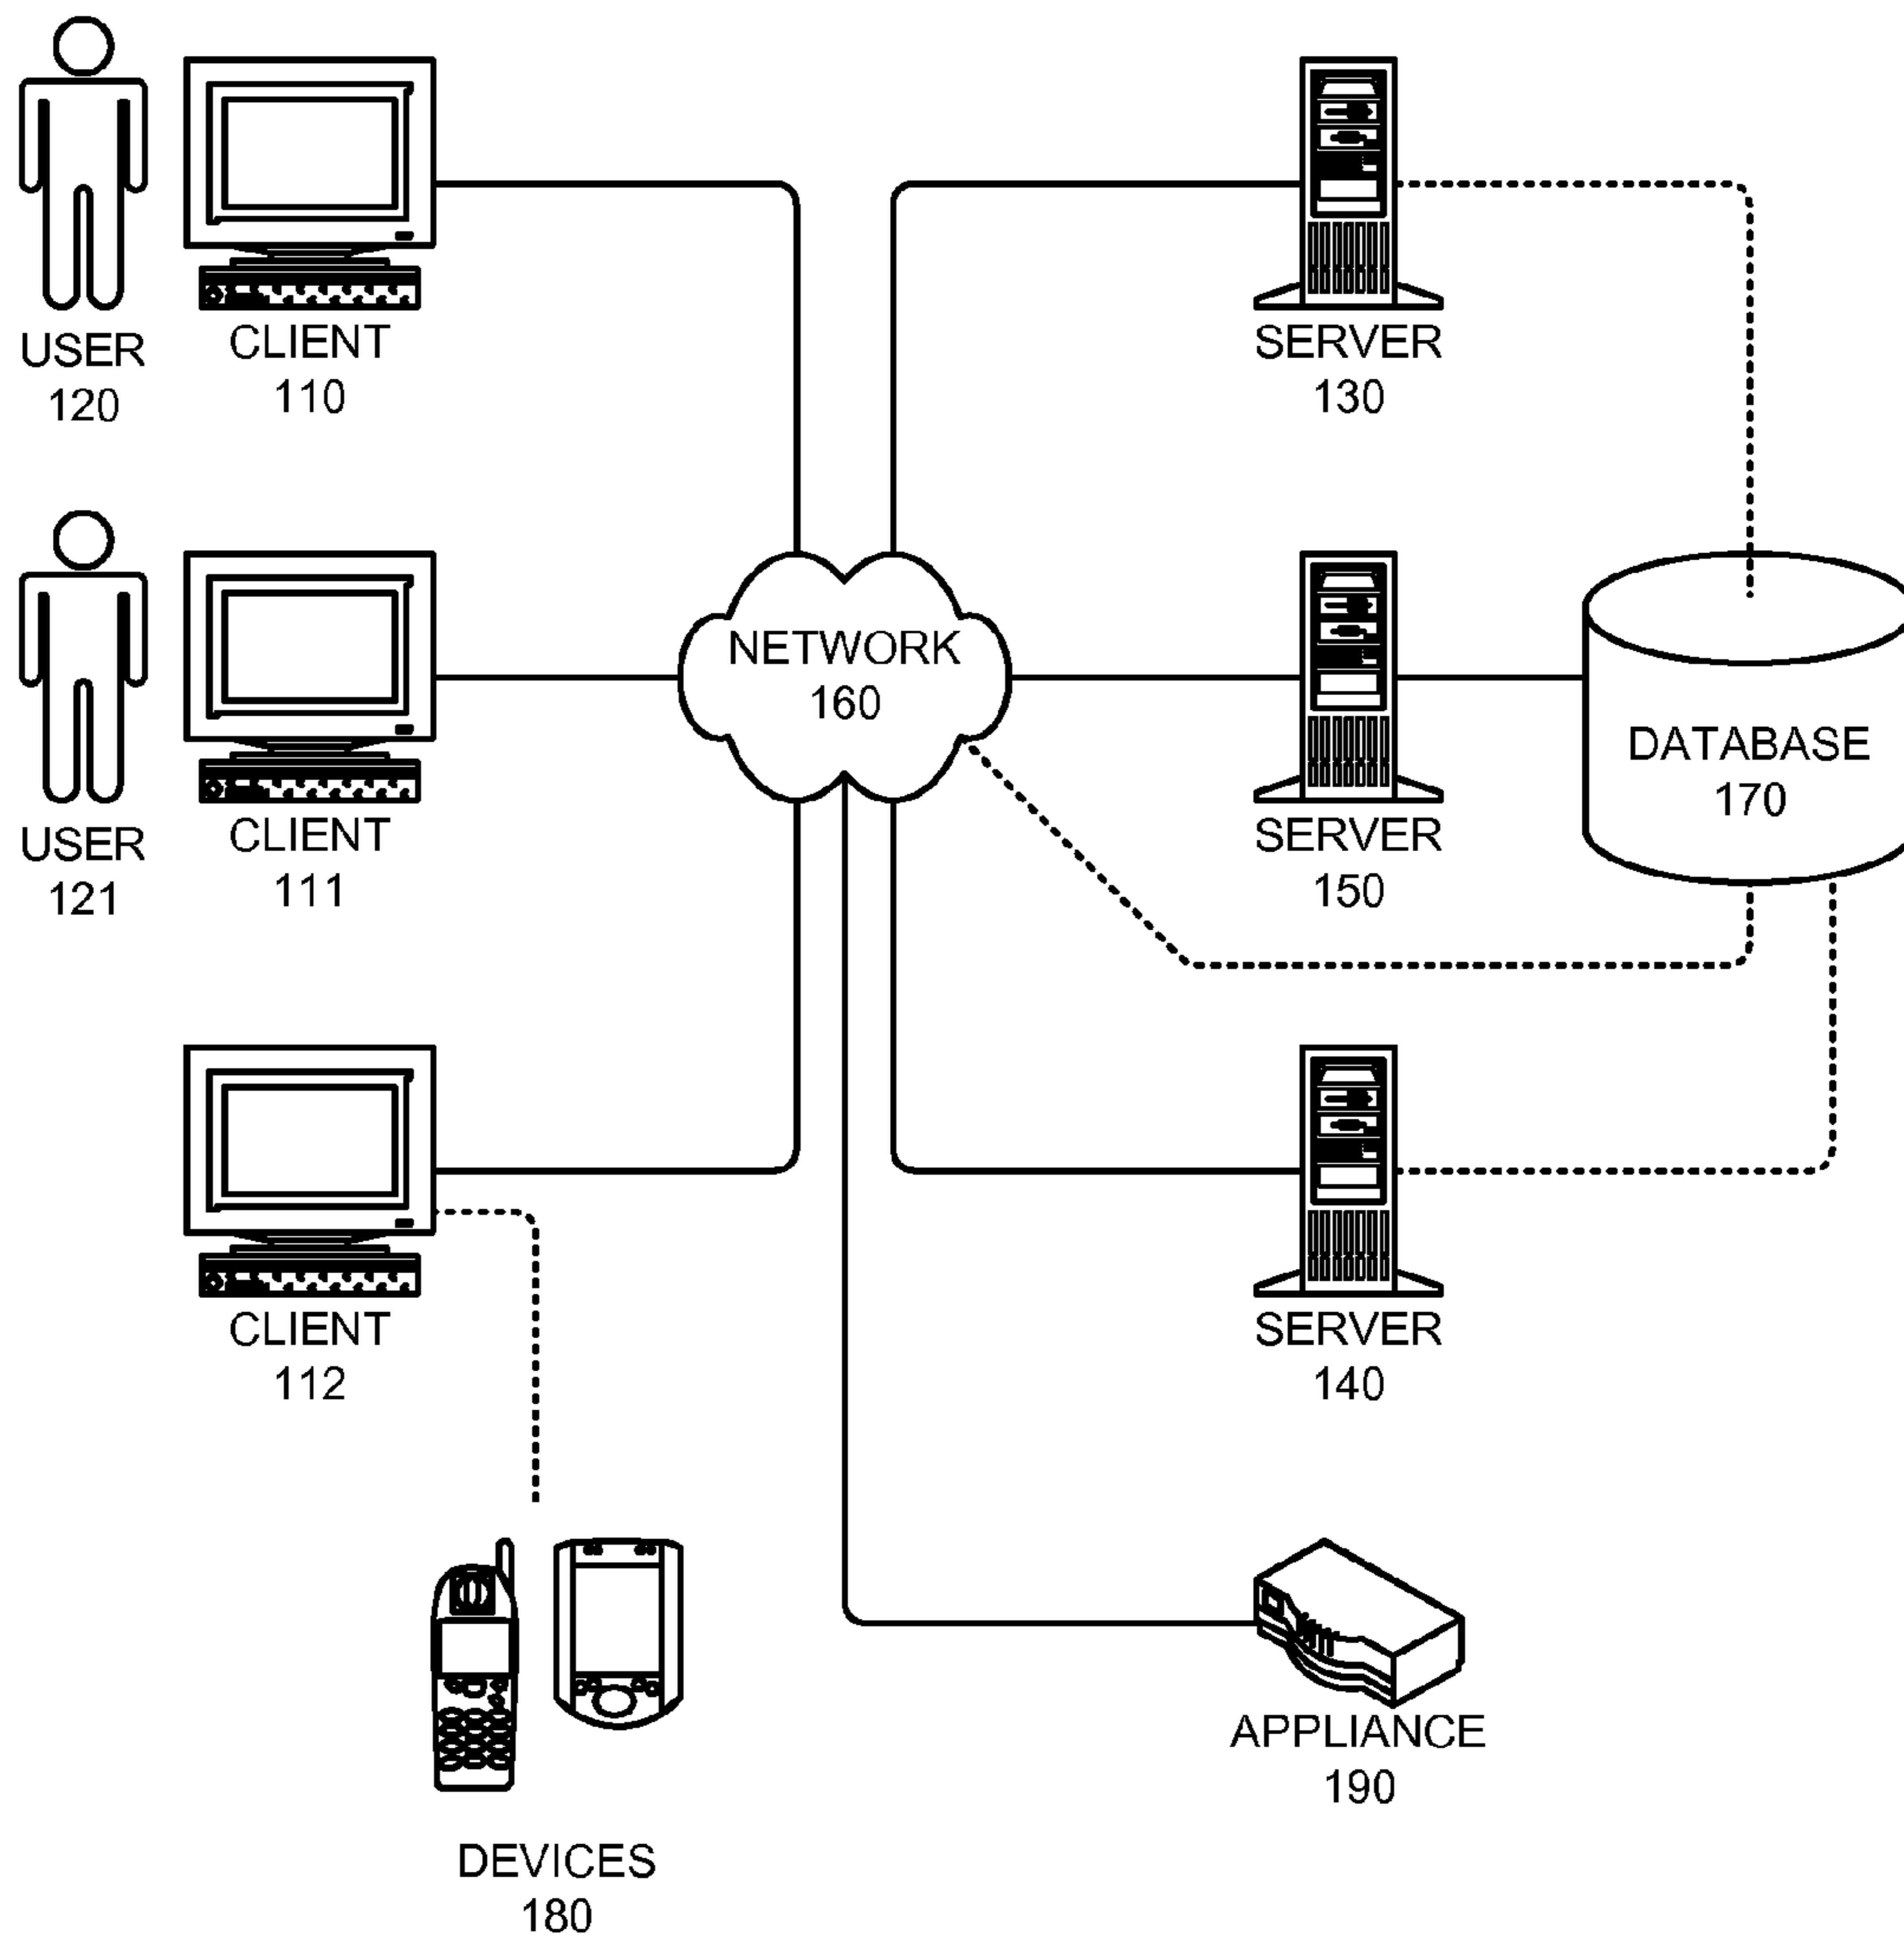 USER
120
CLIENT
110
SERVER
130
NETWORK
160
USER
121
CLIENT
111
SERVER
150
DATABASE
170
CLIENT
112
SERVER
140
DEVICES
180
APPLIANCE
190